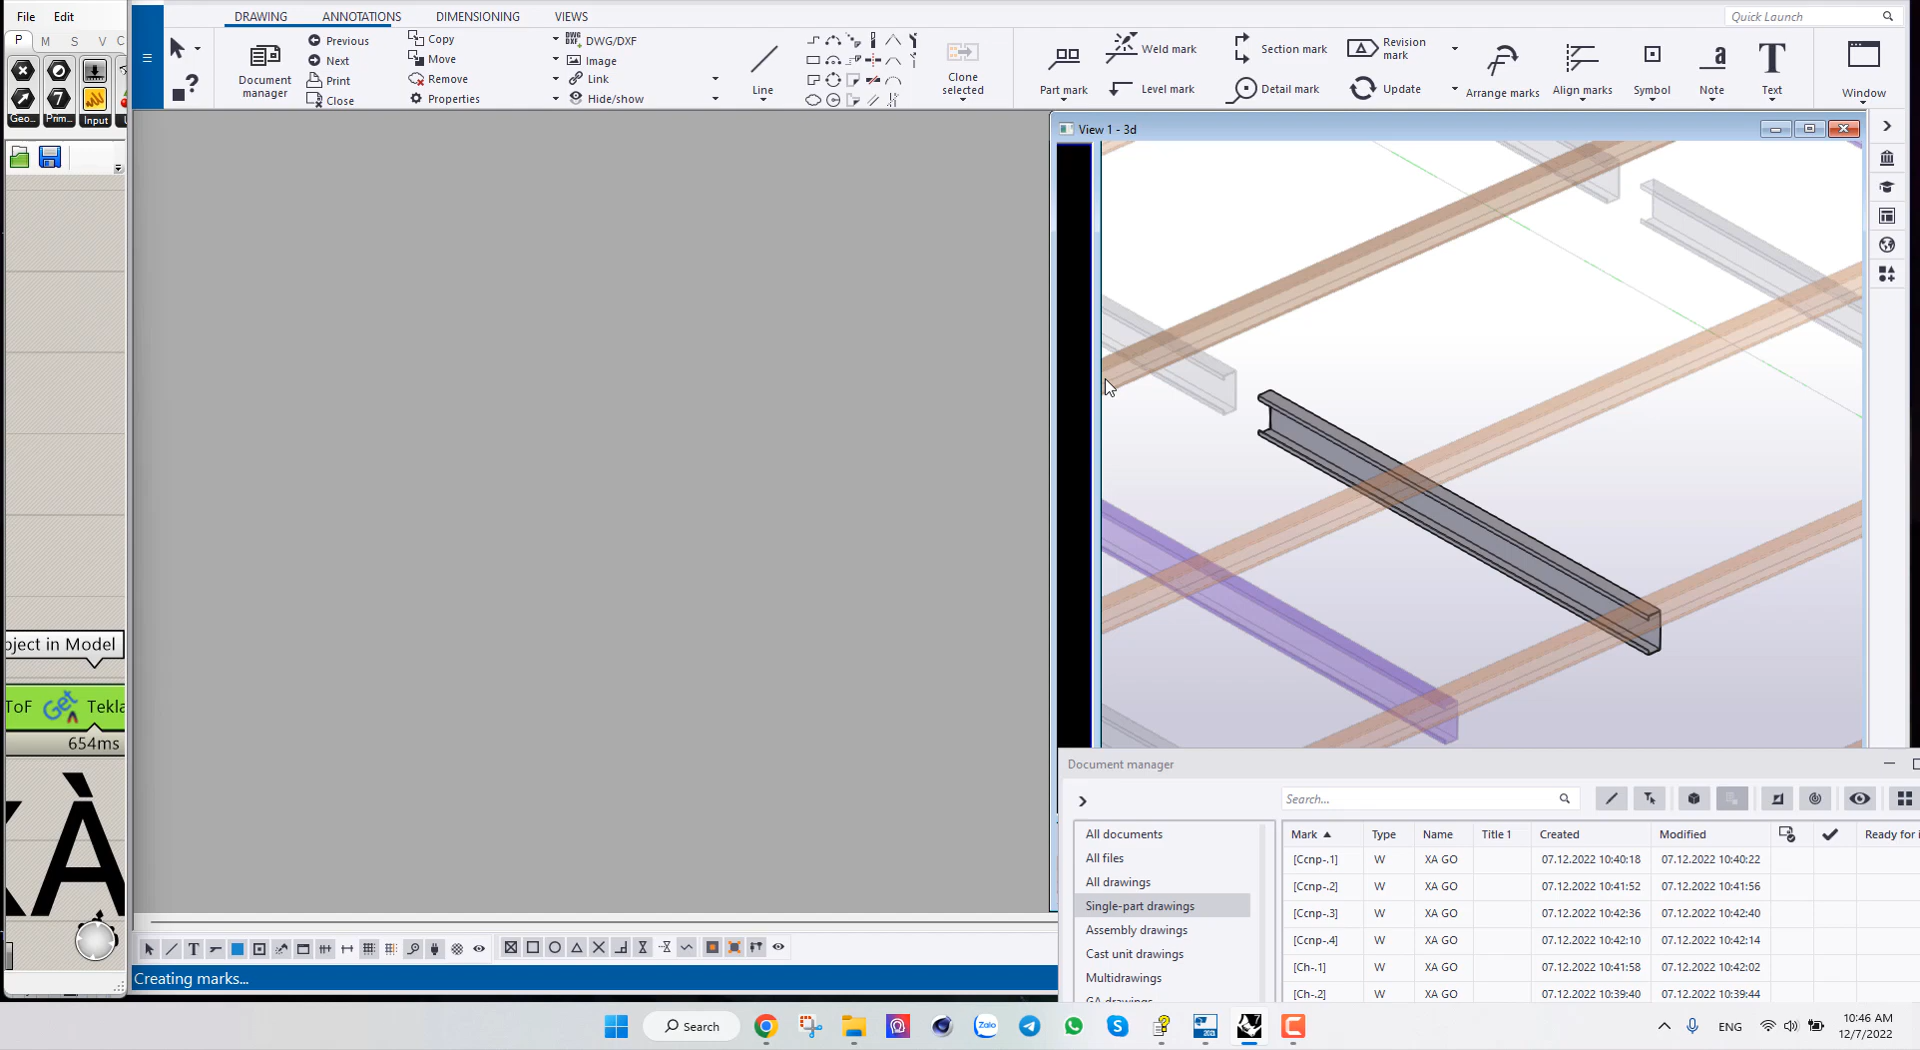 File Edit
P M S V C
Geo... Prim... Input
DRAWING ANNOTATIONS DIMENSIONING VIEWS
Quick Launch
Document manager
Previous
Next
Print
Close
Copy
Move
Remove
Properties
DWG/DXF
Image
Link
Hide/show
Line
Clone selected
Part mark
Weld mark
Level mark
Section mark
Detail mark
Revision mark
Update
Arrange marks
Align marks
Symbol
Note
Text
Window
View 1 - 3d
bject in Model
ToF Get Tekla
654ms
XÀ
Creating marks...
Document manager
Search...
All documents
All files
All drawings
Single-part drawings
Assembly drawings
Cast unit drawings
Multidrawings
GA drawings
Mark Type Name Title 1 Created Modified Ready for i
[Ccnp-.1] W XA GO 07.12.2022 10:40:18 07.12.2022 10:40:22
[Ccnp-.2] W XA GO 07.12.2022 10:41:52 07.12.2022 10:41:56
[Ccnp-.3] W XA GO 07.12.2022 10:42:36 07.12.2022 10:42:40
[Ccnp-.4] W XA GO 07.12.2022 10:42:10 07.12.2022 10:42:14
[Ch-.1] W XA GO 07.12.2022 10:41:58 07.12.2022 10:42:02
[Ch-.2] W XA GO 07.12.2022 10:39:40 07.12.2022 10:39:44
Search
Zalo
ENG
10:46 AM
12/7/2022